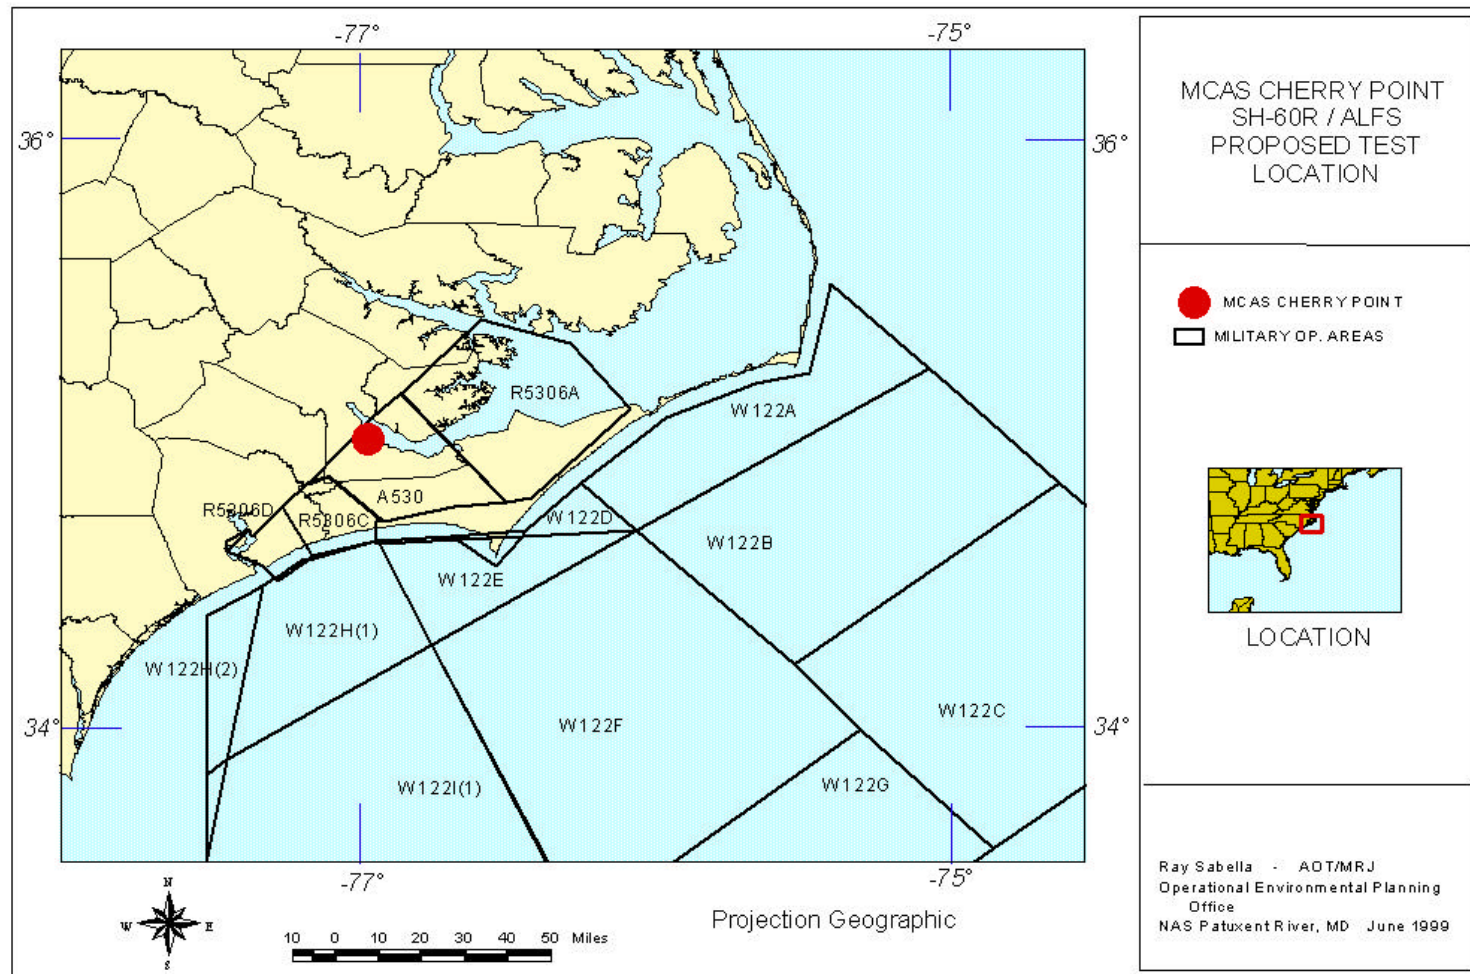 -77°
-75°
36°
36°
R5306A
W122A
R5306D
A530
R5306C
W122D
W122B
W122E
W122H(1)
W122H(2)
W122F
W122C
W122I(1)
W122G
34°
34°
-77°
-75°
N
W
E
S
10 0 10 20 30 40 50 Miles
Projection Geographic
MCAS CHERRY POINT
SH-60R / ALFS
PROPOSED TEST
LOCATION
MCAS CHERRY POINT
MILITARY OP. AREAS
LOCATION
Ray Sabella - AOT/MRJ
Operational Environmental Planning
Office
NAS Patuxent River, MD June 1999